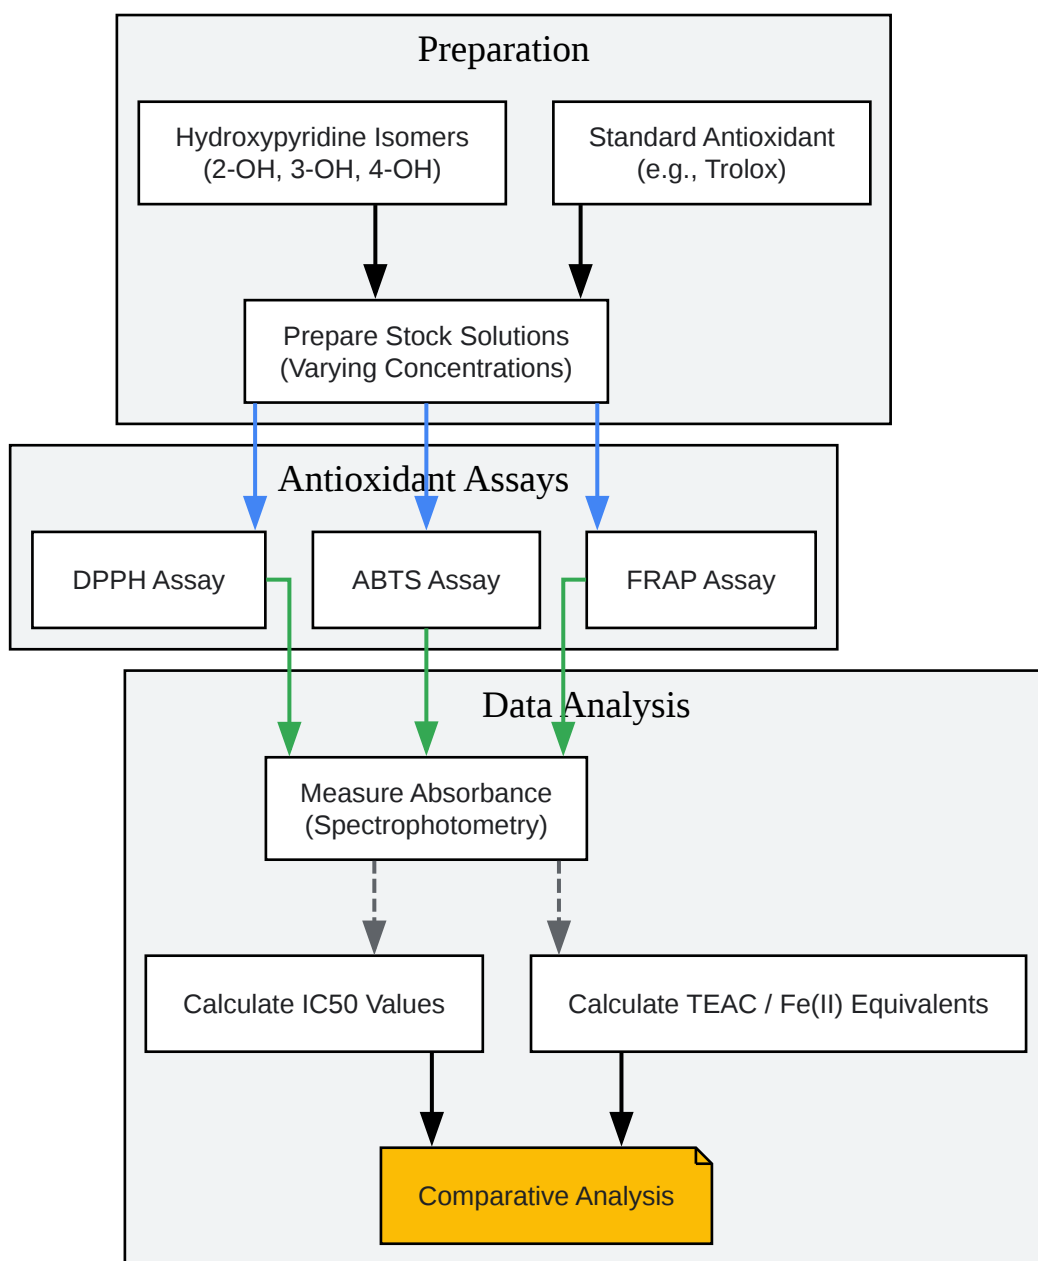 Preparation
Hydroxypyridine Isomers
(2-OH, 3-OH, 4-OH)
Standard Antioxidant
(e.g., Trolox)
Prepare Stock Solutions
(Varying Concentrations)
Antioxidant Assays
DPPH Assay
ABTS Assay
FRAP Assay
Data Analysis
Measure Absorbance
(Spectrophotometry)
Calculate IC50 Values
Calculate TEAC / Fe(II) Equivalents
Comparative Analysis